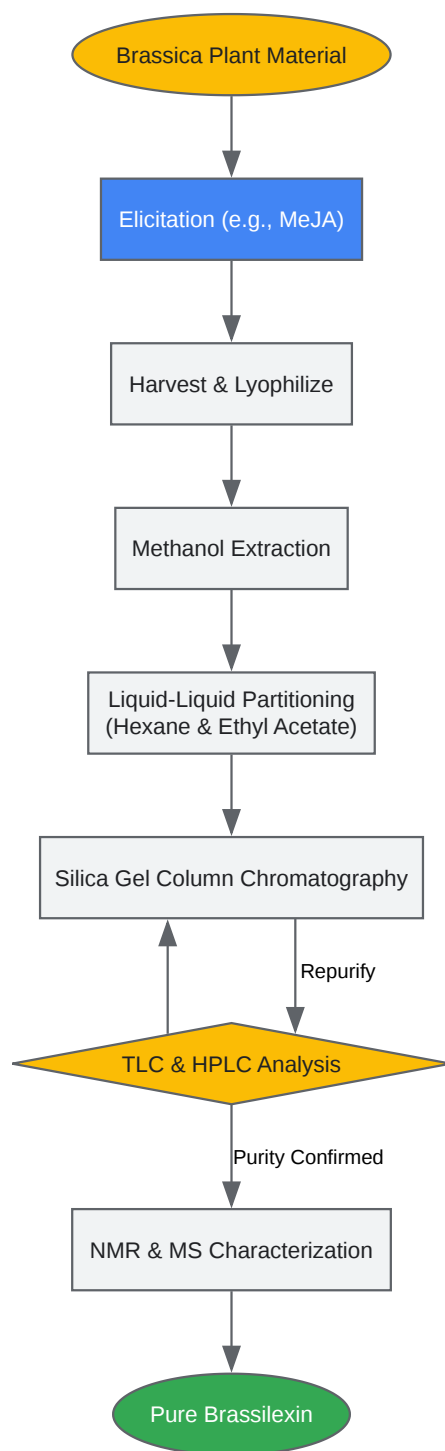 Brassica Plant Material
Elicitation (e.g., MeJA)
Harvest & Lyophilize
Methanol Extraction
Liquid-Liquid Partitioning
(Hexane & Ethyl Acetate)
Silica Gel Column Chromatography
Repurify
TLC & HPLC Analysis
Purity Confirmed
NMR & MS Characterization
Pure Brassilexin